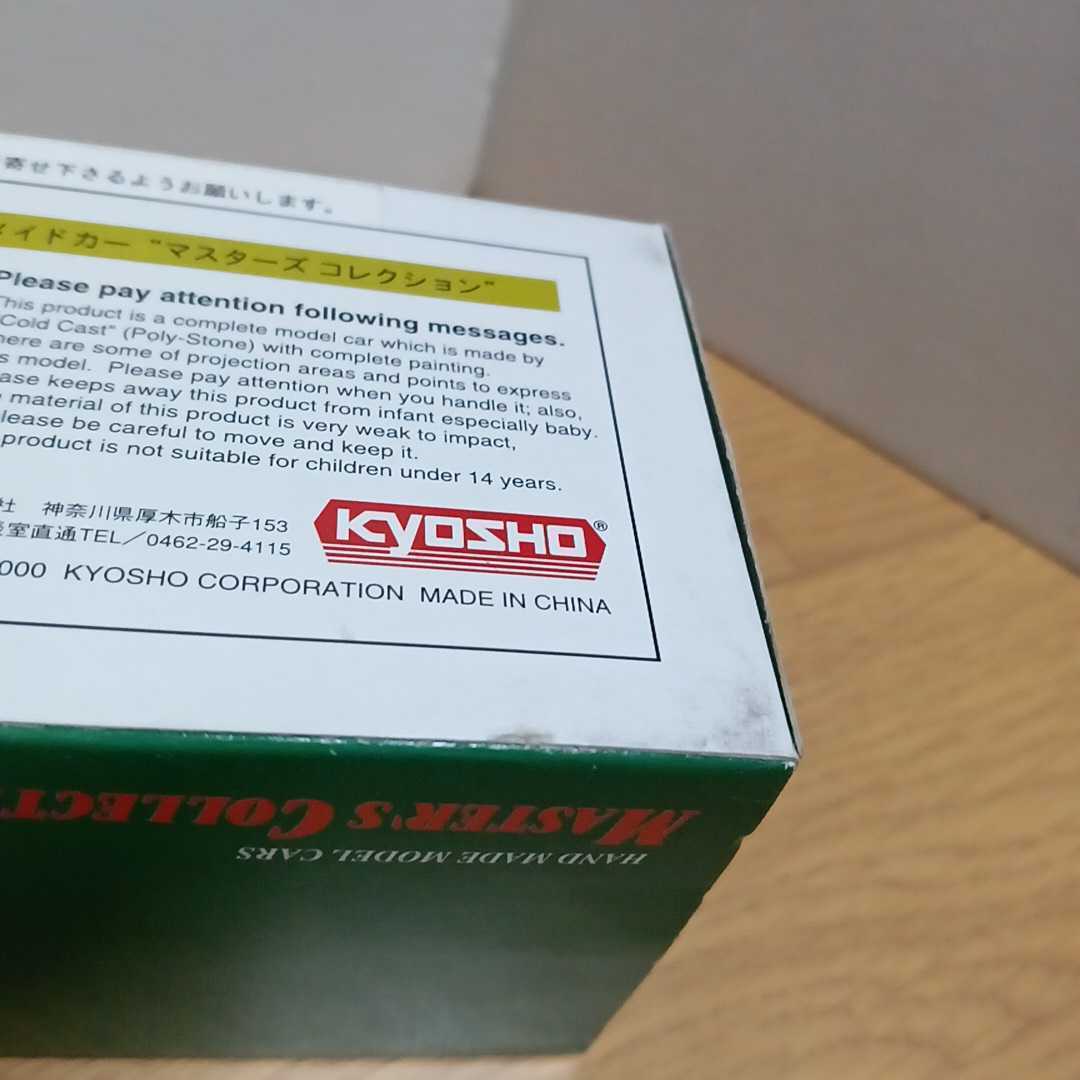 寄せ下さるようお願いします。
イドカー "マスターズ コレクション"
Please pay attention following messages.
This product is a complete model car which is made by
Cold Cast" (Poly-Stone) with complete painting.
here are some of projection areas and points to express
s model. Please pay attention when you handle it; also,
ase keeps away this product from infant especially baby.
material of this product is very weak to impact,
lease be careful to move and keep it.
product is not suitable for children under 14 years.
社 神奈川県厚木市船子153
室直通TEL／0462-29-4115
KYOSHO®
000 KYOSHO CORPORATION MADE IN CHINA
MASTER'S COLLECT
HAND MADE MODEL CARS